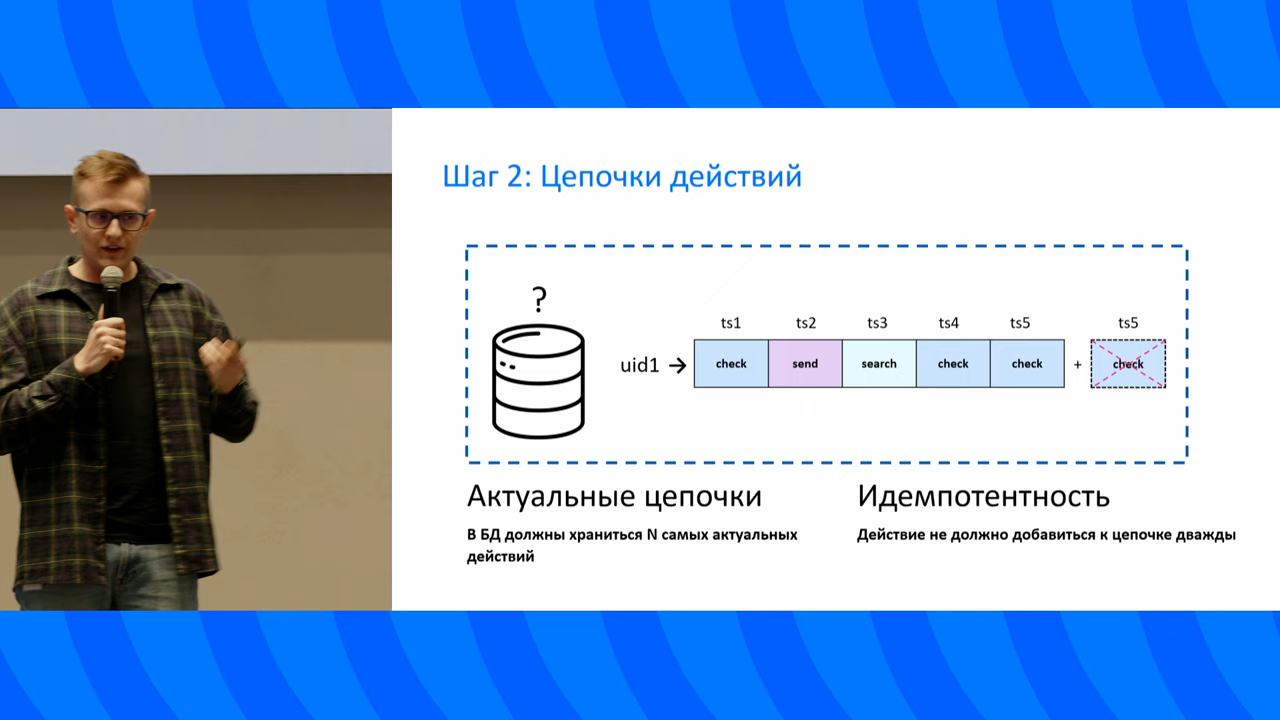 Шаг 2: Цепочки действий
?
ts1 ts2 ts3 ts4 ts5 ts5
uid1 → check send search check check + check
Актуальные цепочки
В БД должны храниться N самых актуальных
действий
Идемпотентность
Действие не должно добавиться к цепочке дважды